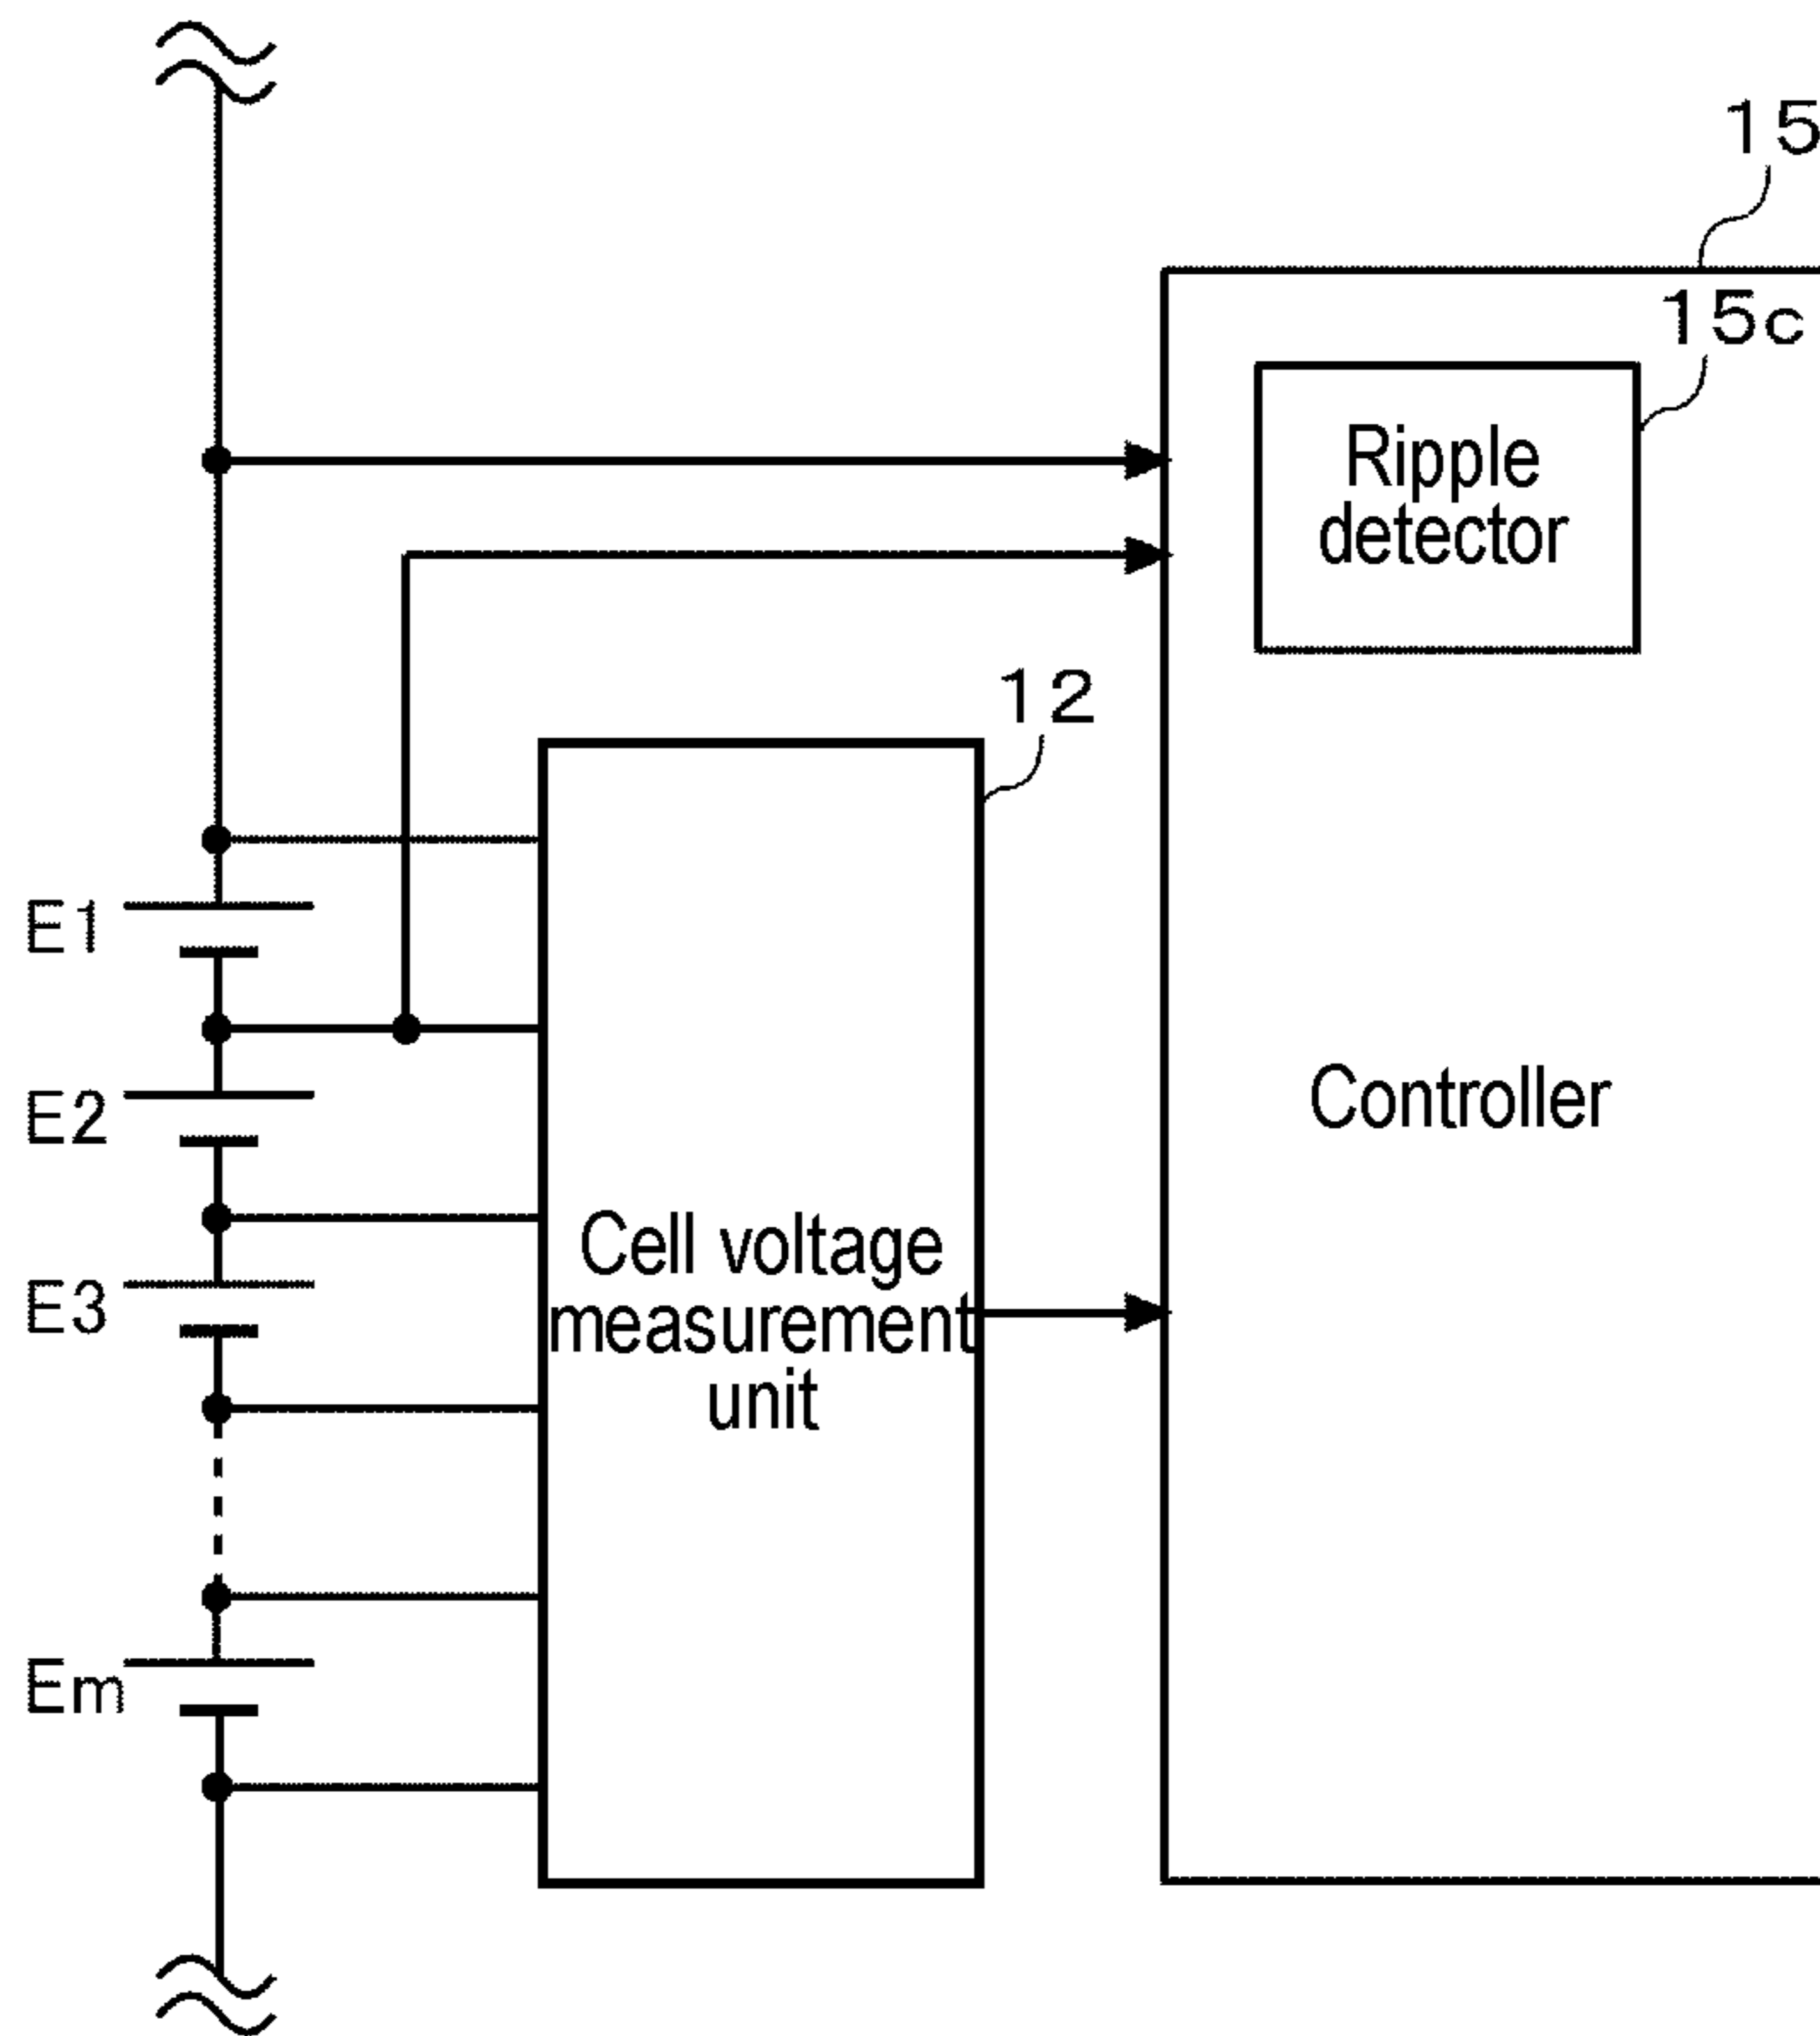 15
15c
Ripple
detector
12
E1
E2
Controller
Cell voltage
E3
measurement
unit
Em